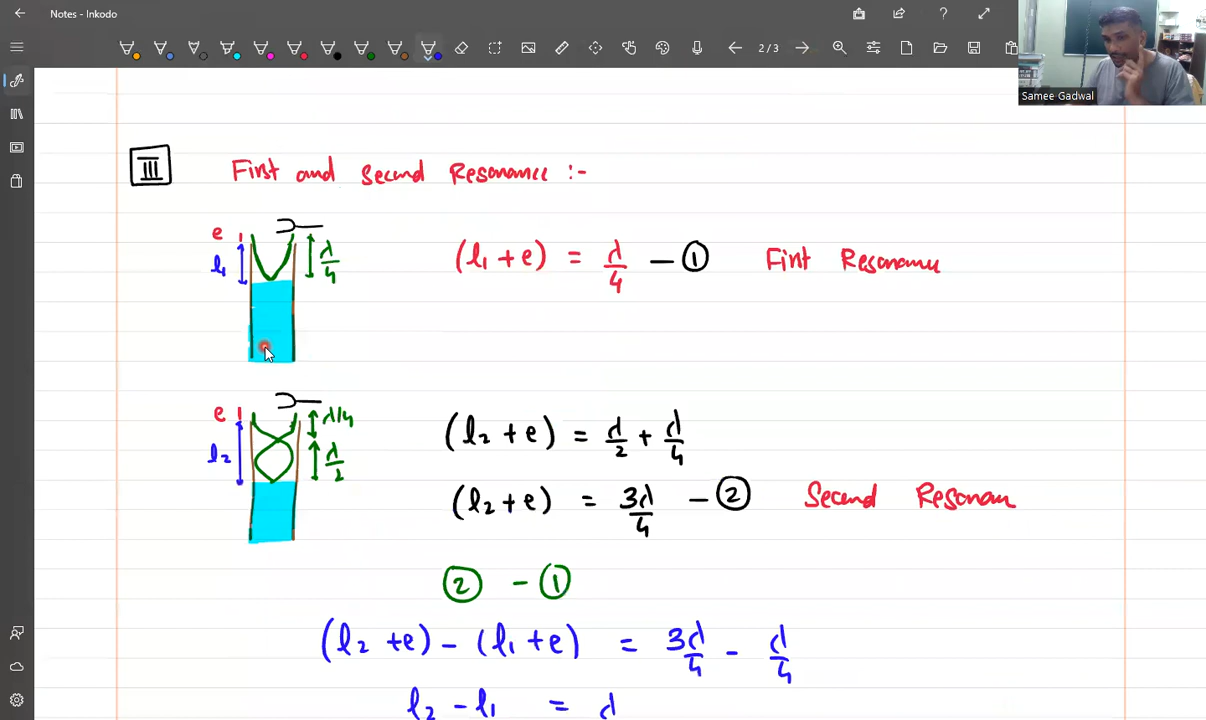 Notes - Inkodo
2/3
Samee Gadwal
III First and Second Resonance :-
e
l₁
λ/4
(l₁ + e) = λ/4 — ① First Resonance
e
l₂
λ/4
λ/2
(l₂ + e) = λ/2 + λ/4
(l₂ + e) = 3λ/4 — ② Second Resonan
② - ①
(l₂ + e) - (l₁ + e) = 3λ/4 - λ/4
l₂ - l₁ = λ